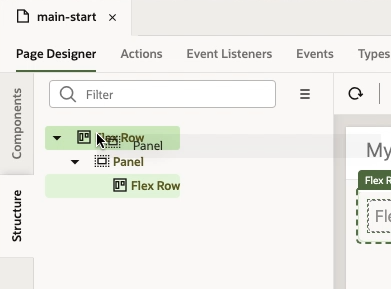 main-start ×
Page Designer Actions Event Listeners Events Types
Components
Filter
Flex Row
Panel
Panel
My
Flex Row
Flex R
Fle
Structure